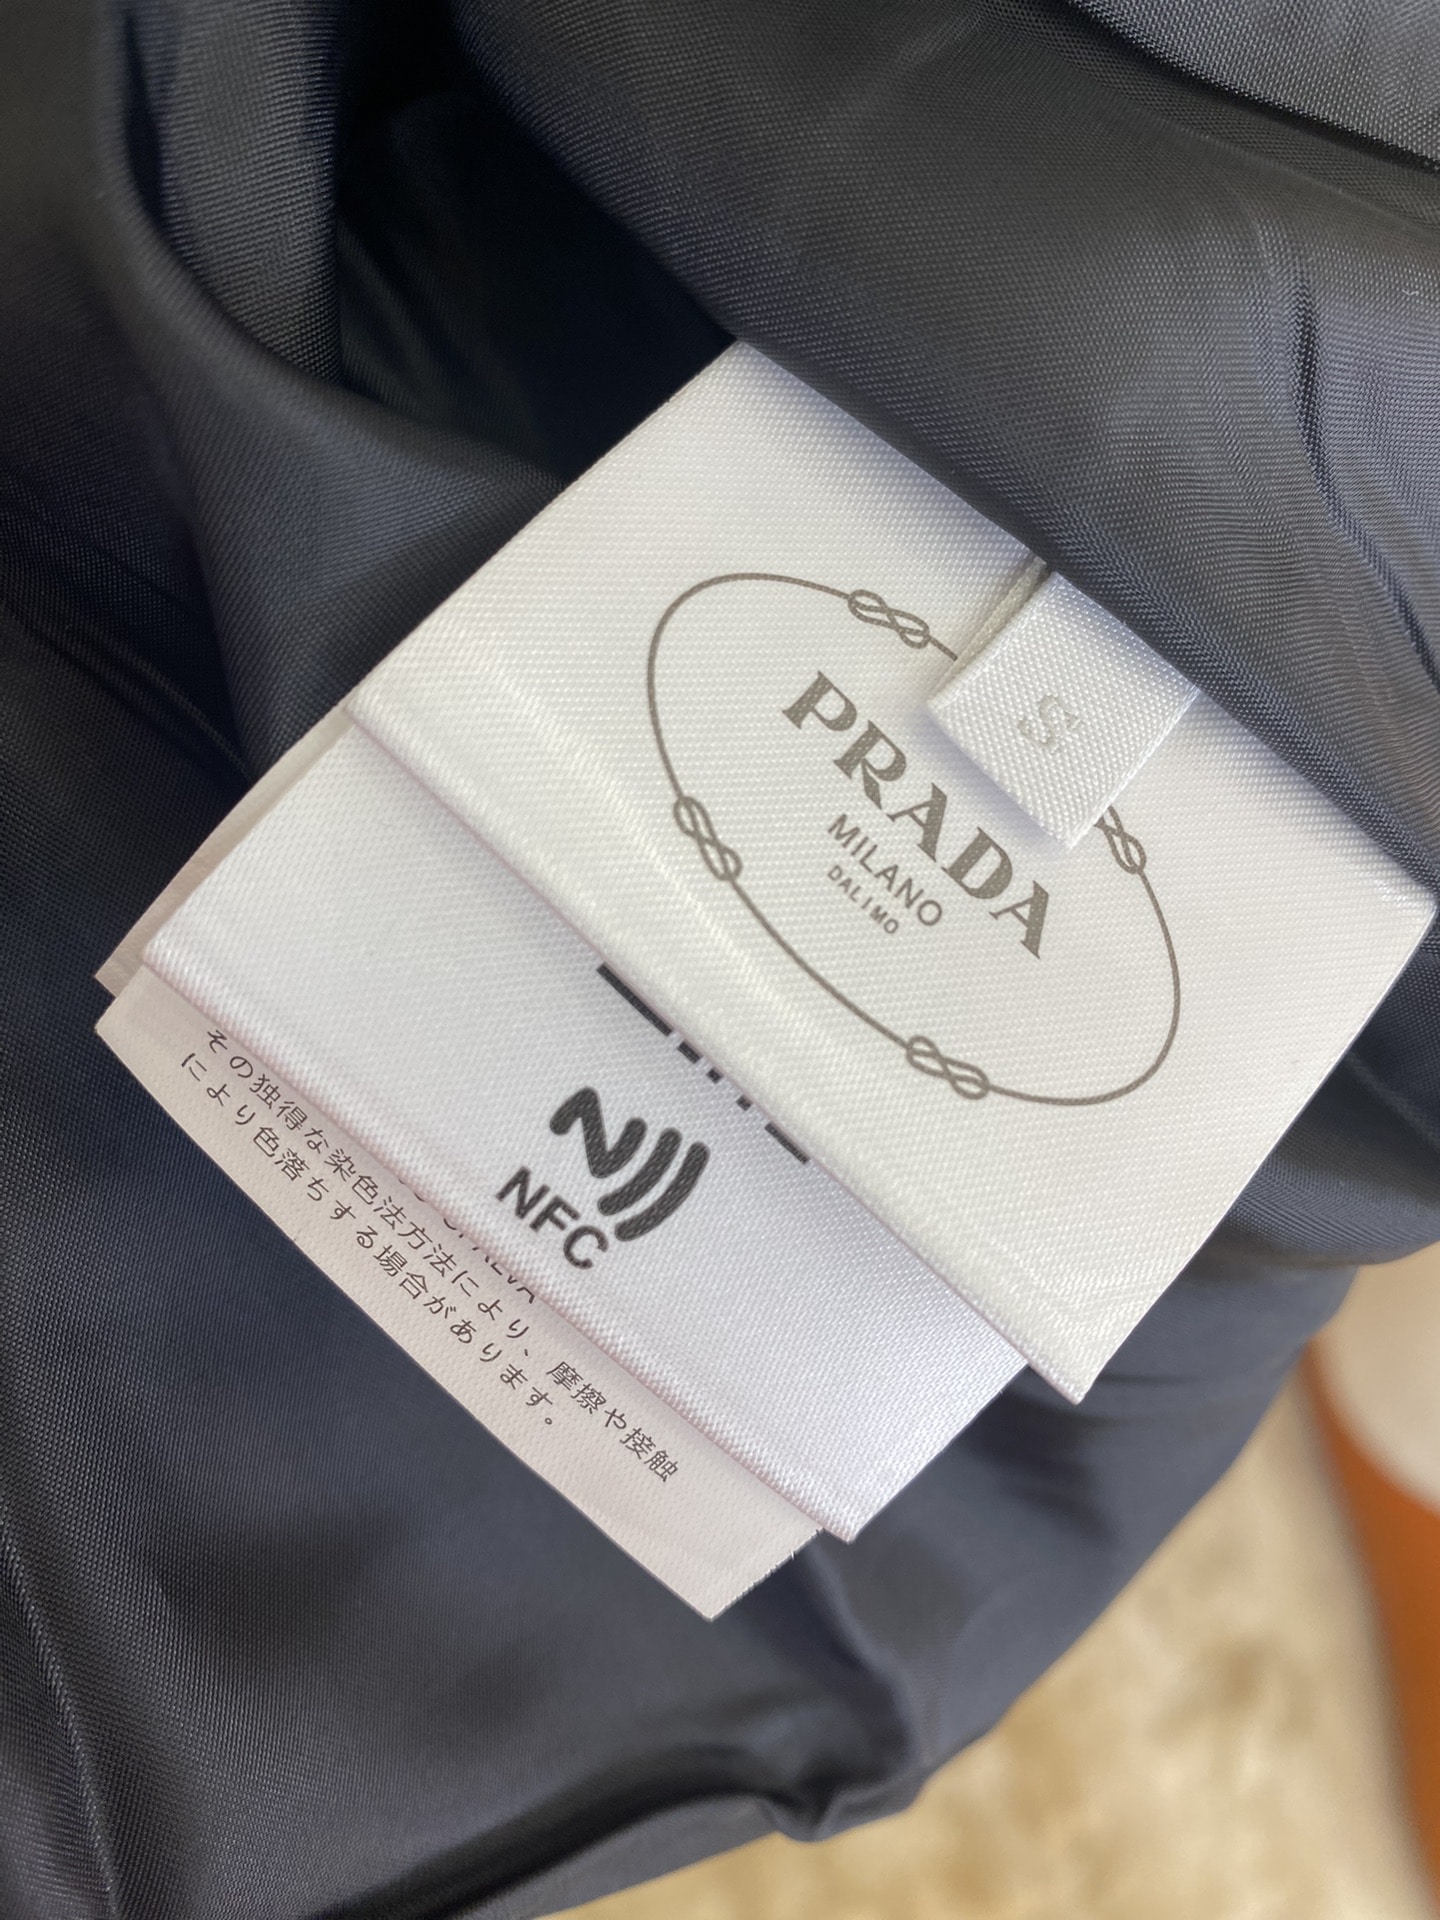 S
PRADA
MILANO
DAL 1MO
NFC
その独得な染色法方法により、摩擦や接触
により色落ちする場合があります。